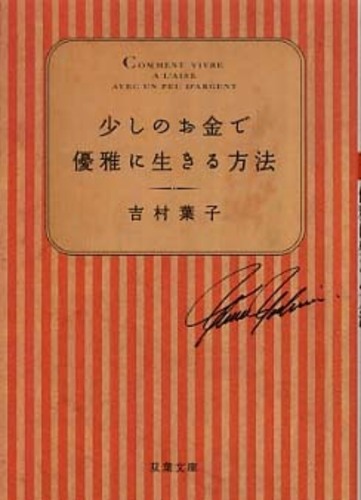 COMMENT VIVRE
A L'AISE
AVEC UN PEU D'ARGENT
少しのお金で
優雅に生きる方法
吉村葉子
双葉文庫